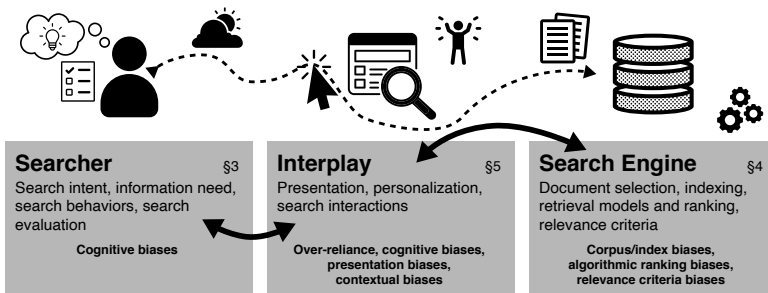 Searcher §3
Search intent, information need,
search behaviors, search
evaluation
Cognitive biases
Interplay §5
Presentation, personalization,
search interactions
Over-reliance, cognitive biases,
presentation biases,
contextual biases
Search Engine §4
Document selection, indexing,
retrieval models and ranking,
relevance criteria
Corpus/index biases,
algorithmic ranking biases,
relevance criteria biases